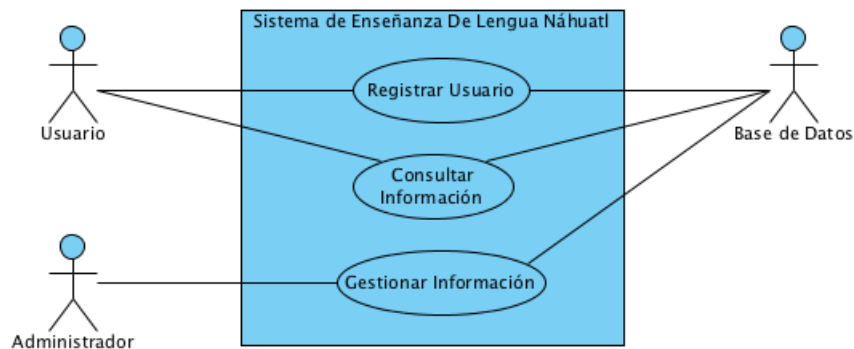 Sistema de Enseñanza De Lengua Náhuatl
Registrar Usuario
Usuario
Base de Datos
Consultar
Información
Gestionar Información
Administrador